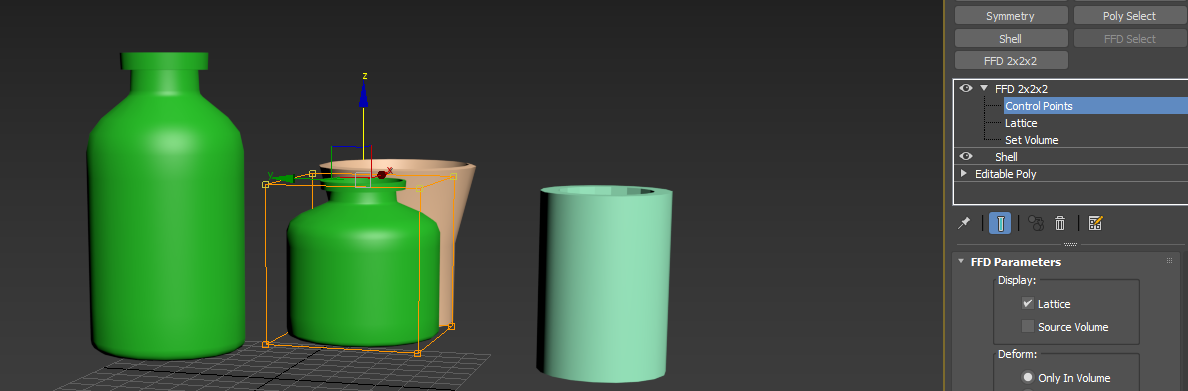 Symmetry
Poly Select
Shell
FFD Select
FFD 2x2x2
FFD 2x2x2
Control Points
Lattice
Set Volume
Shell
Editable Poly
FFD Parameters
Display:
Lattice
Source Volume
Deform:
Only In Volume
z
x
y